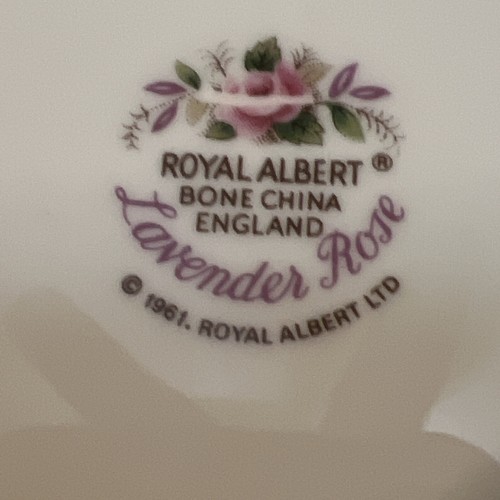 ROYAL ALBERT ®
BONE CHINA
ENGLAND
Lavender Rose
© 1961. ROYAL ALBERT LTD